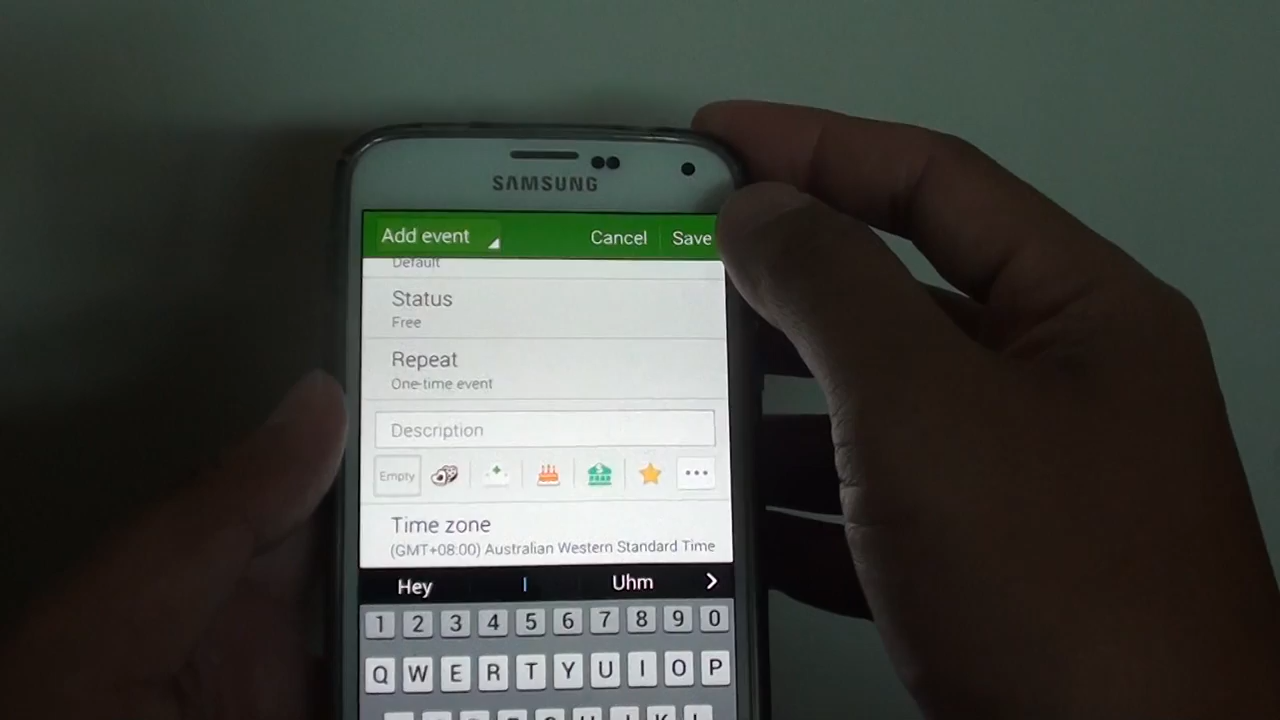 SAMSUNG
Add event Cancel Save
Default
Status
Free
Repeat
One-time event
Description
Empty
Time zone
(GMT+08:00) Australian Western Standard Time
Hey I Uhm
1 2 3 4 5 6 7 8 9 0
Q W E R T Y U I O P